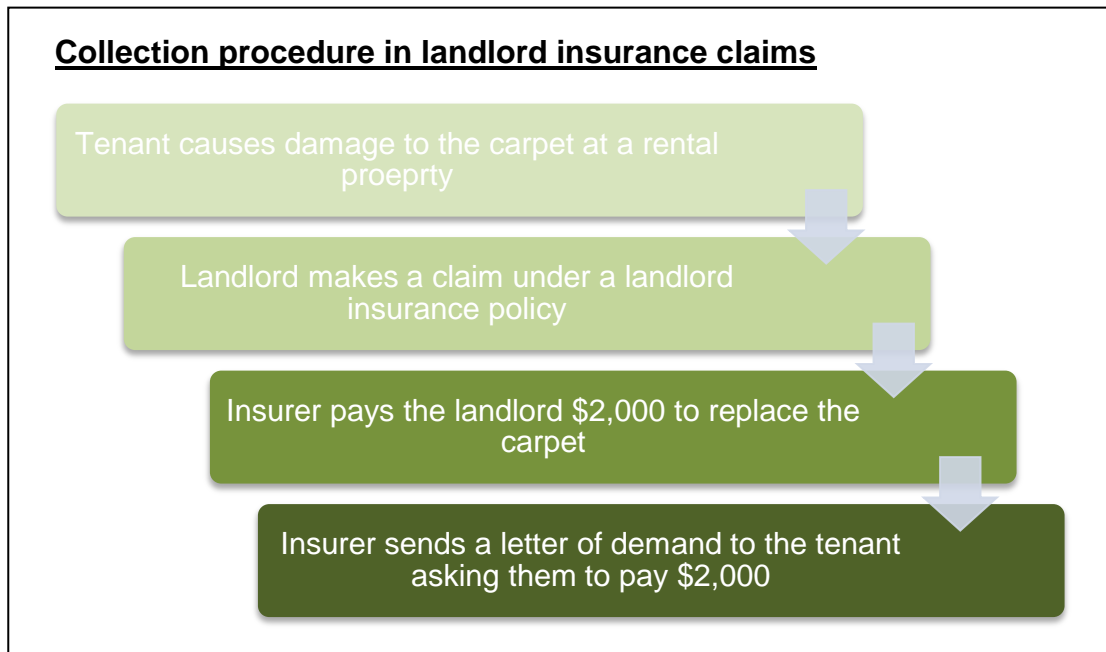 Collection procedure in landlord insurance claims
Tenant causes damage to the carpet at a rental
proeprty
Landlord makes a claim under a landlord
insurance policy
Insurer pays the landlord $2,000 to replace the
carpet
Insurer sends a letter of demand to the tenant
asking them to pay $2,000